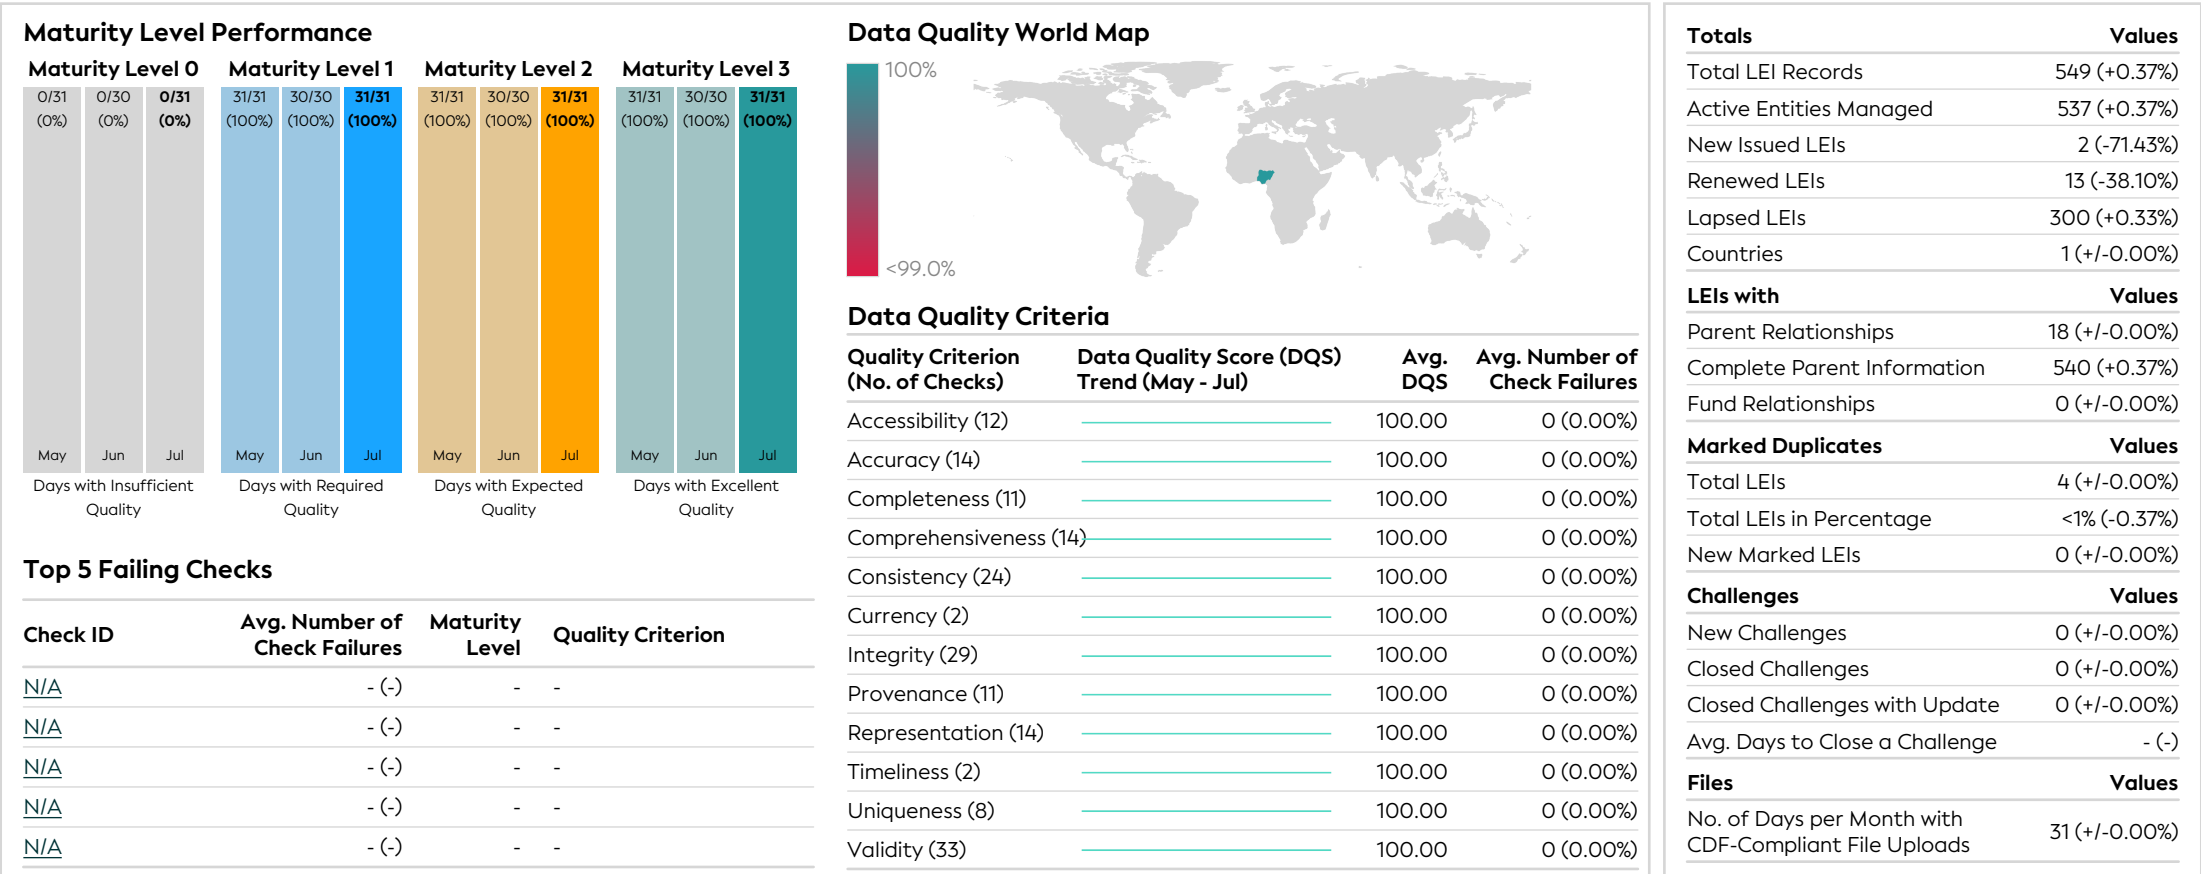 Maturity Level Performance
Maturity Level 0 Maturity Level 1 Maturity Level 2 Maturity Level 3
0/31 0/30 0/31 31/31 30/30 31/31 31/31 30/30 31/31 31/31 30/30 31/31
(0%) (0%) (0%) (100%) (100%) (100%) (100%) (100%) (100%) (100%) (100%) (100%)
May Jun Jul May Jun Jul May Jun Jul May Jun Jul
Days with Insufficient Days with Required Days with Expected Days with Excellent
Quality Quality Quality Quality
Top 5 Failing Checks
Avg. Number of Maturity
Check ID Check Failures Level Quality Criterion
N/A - (-) - -
N/A - (-) - -
N/A - (-) - -
N/A - (-) - -
N/A - (-) - -
Data Quality World Map
100%
<99.0%
Data Quality Criteria
Quality Criterion Data Quality Score (DQS) Avg. Avg. Number of
(No. of Checks) Trend (May - Jul) DQS Check Failures
Accessibility (12) 100.00 0 (0.00%)
Accuracy (14) 100.00 0 (0.00%)
Completeness (11) 100.00 0 (0.00%)
Comprehensiveness (14) 100.00 0 (0.00%)
Consistency (24) 100.00 0 (0.00%)
Currency (2) 100.00 0 (0.00%)
Integrity (29) 100.00 0 (0.00%)
Provenance (11) 100.00 0 (0.00%)
Representation (14) 100.00 0 (0.00%)
Timeliness (2) 100.00 0 (0.00%)
Uniqueness (8) 100.00 0 (0.00%)
Validity (33) 100.00 0 (0.00%)
Totals Values
Total LEI Records 549 (+0.37%)
Active Entities Managed 537 (+0.37%)
New Issued LEIs 2 (-71.43%)
Renewed LEIs 13 (-38.10%)
Lapsed LEIs 300 (+0.33%)
Countries 1 (+/-0.00%)
LEIs with Values
Parent Relationships 18 (+/-0.00%)
Complete Parent Information 540 (+0.37%)
Fund Relationships 0 (+/-0.00%)
Marked Duplicates Values
Total LEIs 4 (+/-0.00%)
Total LEIs in Percentage <1% (-0.37%)
New Marked LEIs 0 (+/-0.00%)
Challenges Values
New Challenges 0 (+/-0.00%)
Closed Challenges 0 (+/-0.00%)
Closed Challenges with Update 0 (+/-0.00%)
Avg. Days to Close a Challenge - (-)
Files Values
No. of Days per Month with
CDF-Compliant File Uploads 31 (+/-0.00%)